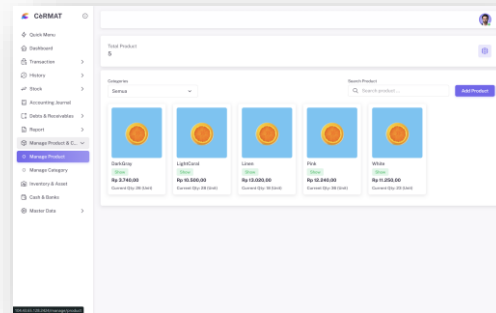 CēRMAT
Quick Menu
Dashboard
Transaction
History
Stock
Accounting Journal
Debts & Receivables
Report
Manage Product & C...
Manage Product
Manage Category
Inventory & Asset
Cash & Banks
Master Data
Total Product
5
Categories
Semua
Search Product
Search product...
Add Product
DarkGray
Show
Rp 3.740,00
LightCoral
Show
Rp 10.500,00
Linen
Show
Rp 13.020,00
Pink
Show
Rp 12.249,00
White
Show
Rp 11.250,00